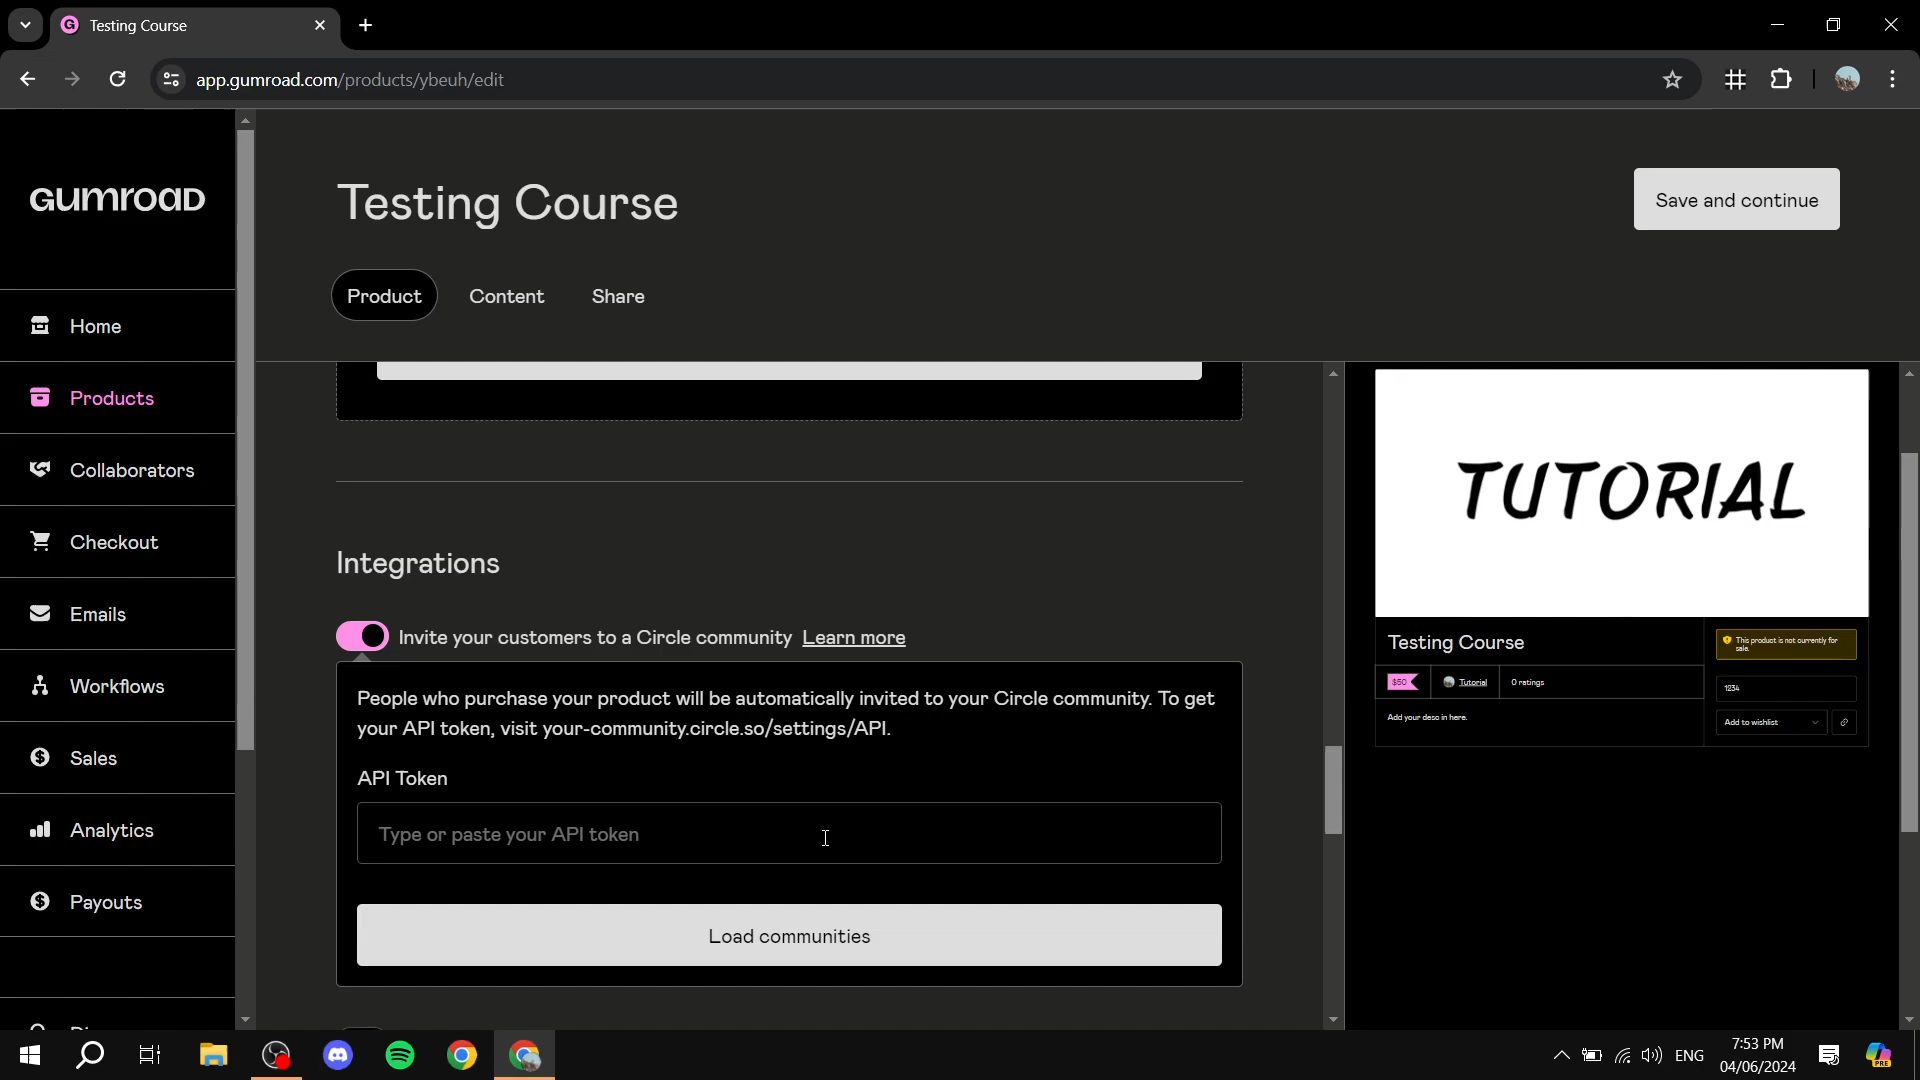 Testing Course
app.gumroad.com/products/ybeuh/edit
GUMROAD
Home
Products
Collaborators
Checkout
Emails
Workflows
Sales
Analytics
Payouts
Testing Course
Save and continue
Product
Content
Share
Integrations
Invite your customers to a Circle community Learn more
People who purchase your product will be automatically invited to your Circle community. To get
your API token, visit your-community.circle.so/settings/API.
API Token
Type or paste your API token
Load communities
TUTORIAL
Testing Course
$50
Tutorial
0 ratings
Add your desc in here.
This product is not currently for
sale.
1234
Add to wishlist
ENG
7:53 PM
04/06/2024
PRE